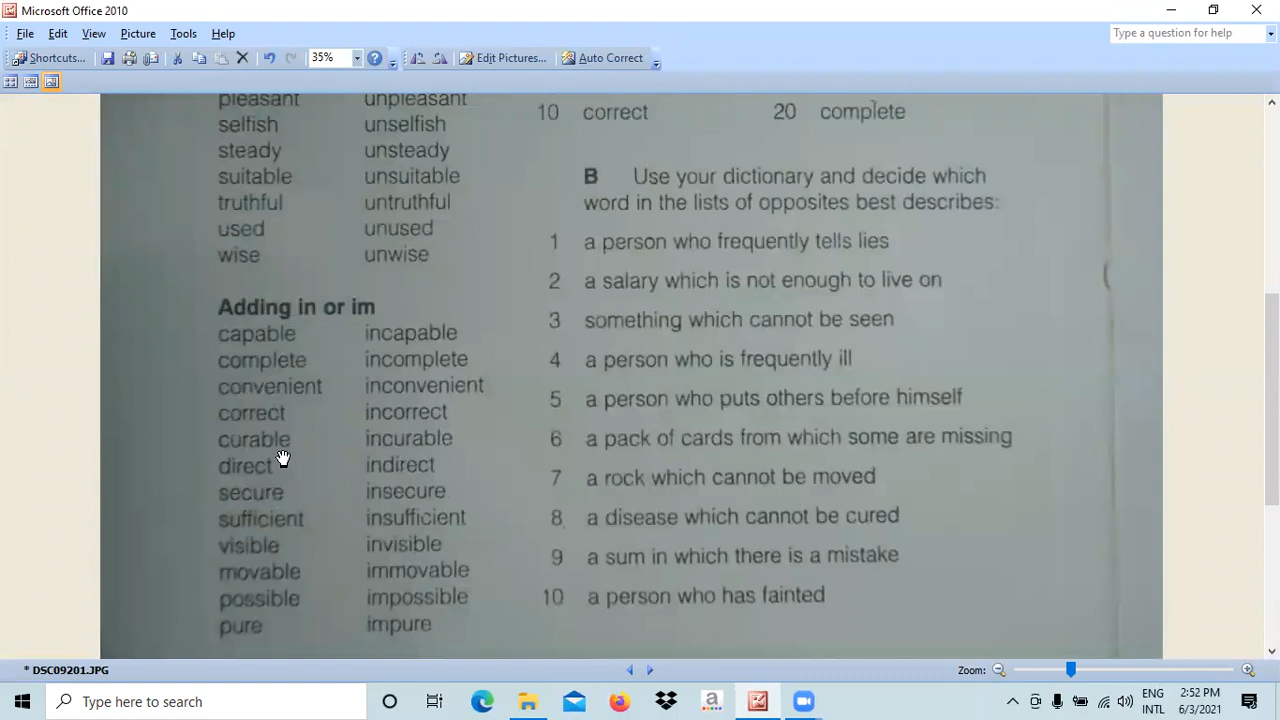 Microsoft Office 2010
File Edit View Picture Tools Help
Type a question for help
Shortcuts... 35% Edit Pictures... Auto Correct
pleasant unpleasant
selfish unselfish
steady unsteady
suitable unsuitable
truthful untruthful
used unused
wise unwise
Adding in or im
capable incapable
complete incomplete
convenient inconvenient
correct incorrect
curable incurable
direct indirect
secure insecure
sufficient insufficient
visible invisible
movable immovable
possible impossible
pure impure
10 correct 20 complete
B Use your dictionary and decide which
word in the lists of opposites best describes:
1 a person who frequently tells lies
2 a salary which is not enough to live on
3 something which cannot be seen
4 a person who is frequently ill
5 a person who puts others before himself
6 a pack of cards from which some are missing
7 a rock which cannot be moved
8 a disease which cannot be cured
9 a sum in which there is a mistake
10 a person who has fainted
* DSC09201.JPG Zoom:
Type here to search a ENG 2:52 PM
INTL 6/3/2021